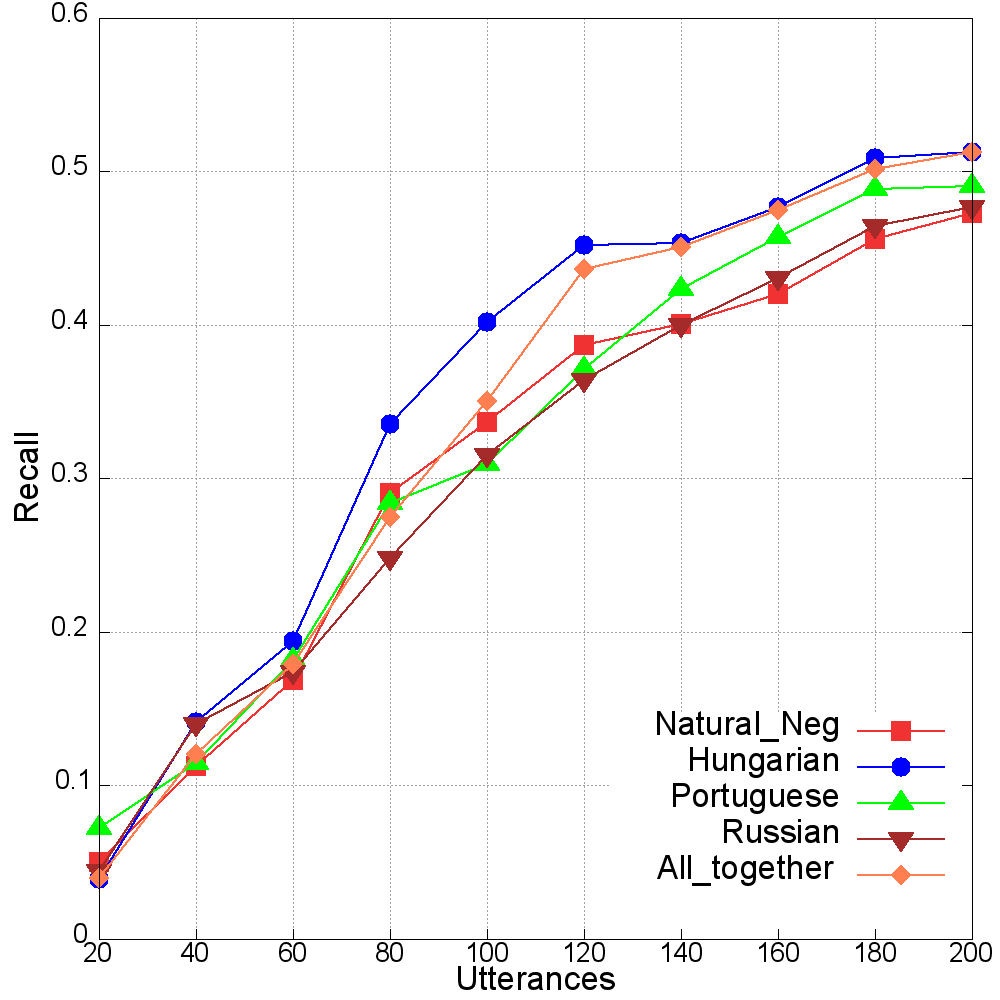 0.6
0.5
0.4
0.3
0.2
0.1
0
Recall
20 40 60 80 100 120 140 160 180 200
Utterances
Natural_Neg
Hungarian
Portuguese
Russian
All_together